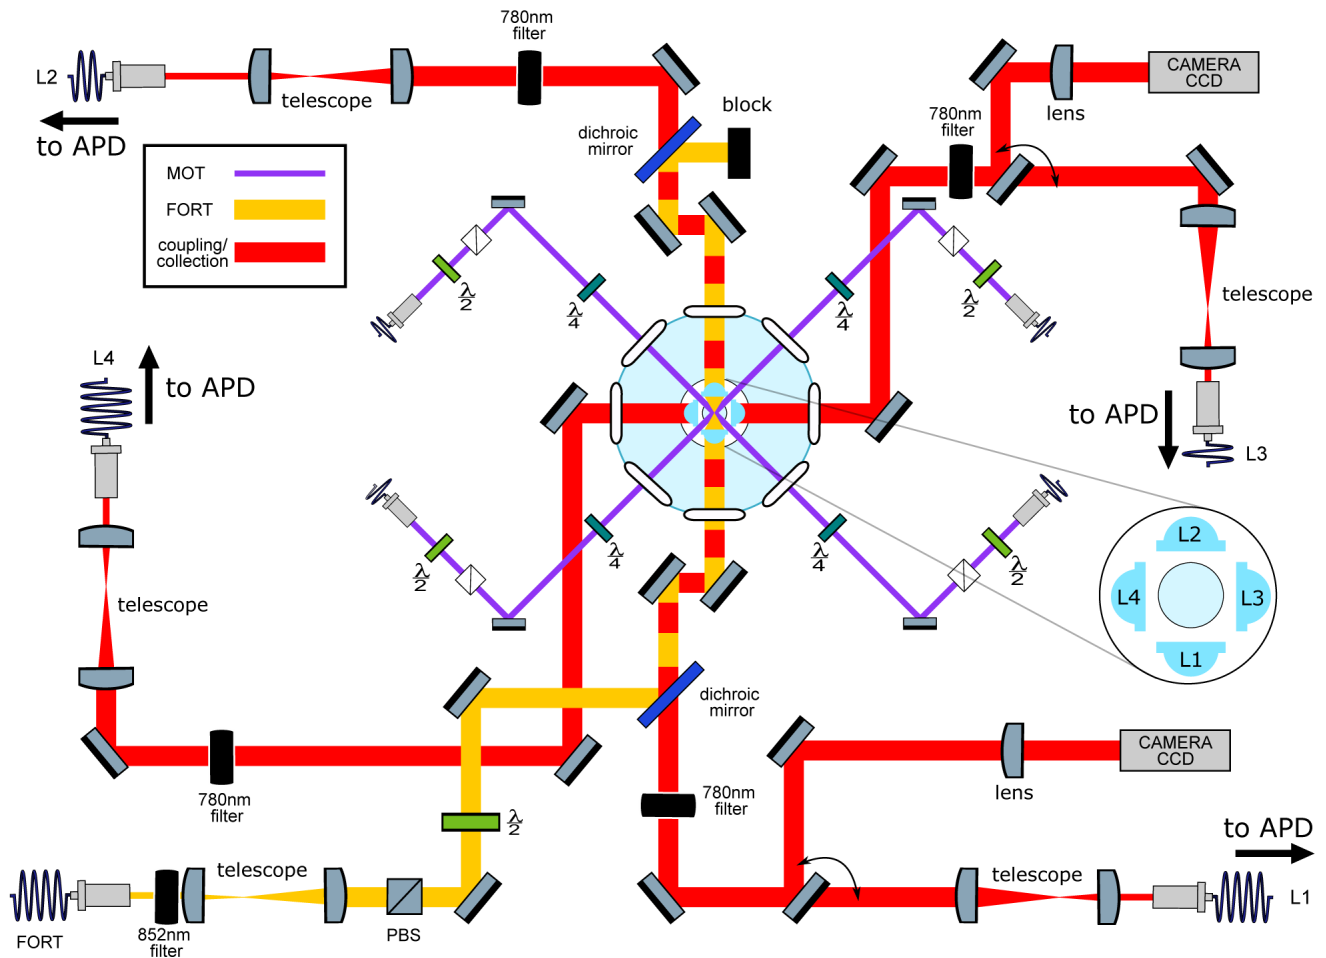 780nm
filter
L2
telescope
to APD
block
dichroic
mirror
CAMERA
CCD
lens
780nm
filter
MOT
FORT
coupling/
collection
λ
2
λ
4
λ
4
λ
2
telescope
L4
to APD
to APD
L3
λ
2
λ
4
λ
4
λ
2
L2
L4
L3
L1
telescope
dichroic
mirror
CAMERA
CCD
lens
780nm
filter
780nm
filter
λ
2
to APD
telescope
telescope
L1
PBS
FORT
852nm
filter